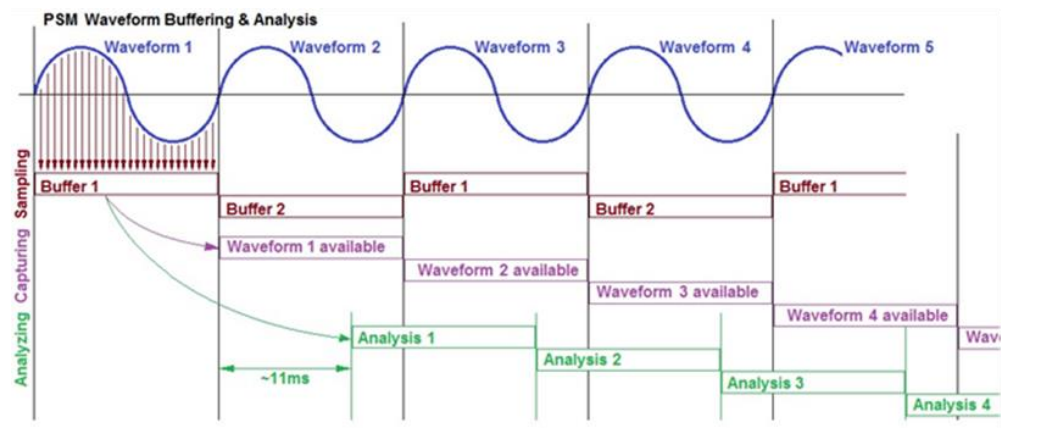 PSM Waveform Buffering & Analysis
Waveform 1
Waveform 2
Waveform 3
Waveform 4
Waveform 5
Sampling
Buffer 1
Buffer 1
Buffer 1
Buffer 2
Buffer 2
Capturing
Waveform 1 available
Waveform 2 available
Waveform 3 available
Waveform 4 available
Wav
Analyzing
Analysis 1
Analysis 2
~11ms
Analysis 3
Analysis 4